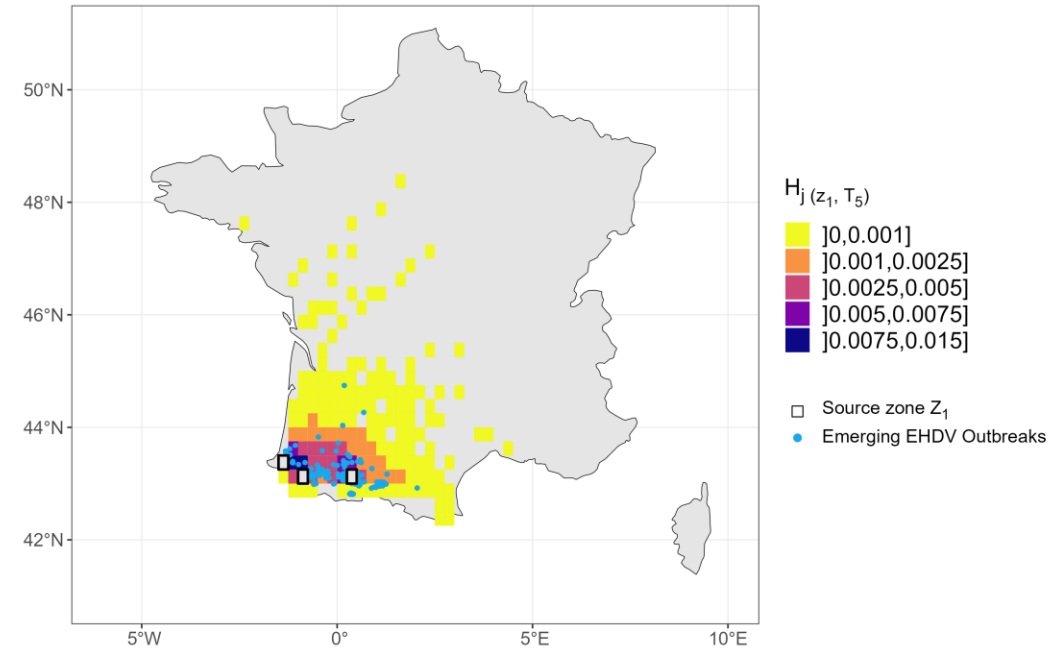 50°N
48°N
46°N
44°N
42°N
5°W 0° 5°E 10°E
Hj (z1, T5)
]0,0.001]
]0.001,0.0025]
]0.0025,0.005]
]0.005,0.0075]
]0.0075,0.015]
Source zone Z1
Emerging EHDV Outbreaks